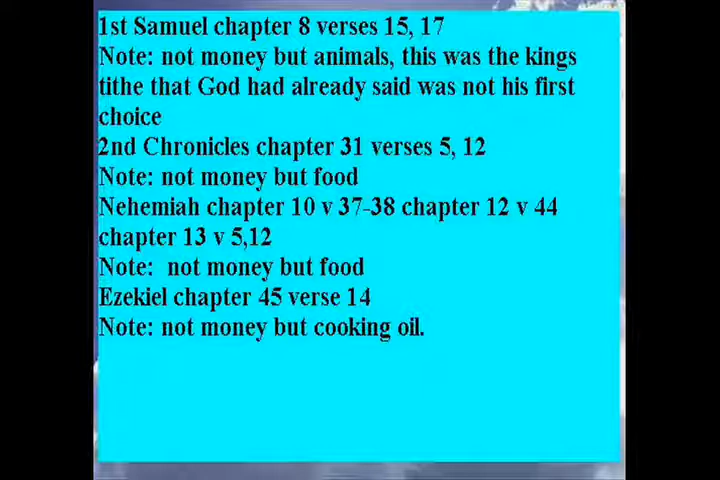 1st Samuel chapter 8 verses 15, 17
Note: not money but animals, this was the kings
tithe that God had already said was not his first
choice
2nd Chronicles chapter 31 verses 5, 12
Note: not money but food
Nehemiah chapter 10 v 37-38 chapter 12 v 44
chapter 13 v 5,12
Note:  not money but food
Ezekiel chapter 45 verse 14
Note: not money but cooking oil.